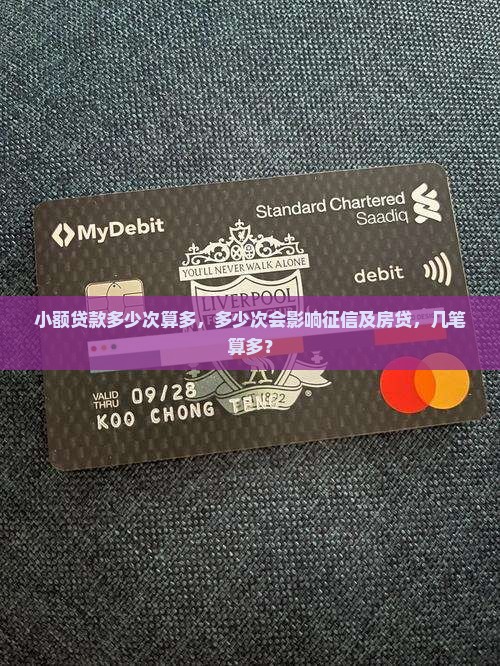 MyDebit
Standard Chartered
Saadiq
YOU'LL NEVER WALK ALONE
debit
LIVERPOOL
小额贷款多少次算多，多少次会影响征信及房贷，几笔
算多？
VALID
THRU
09/28
1892
KOO CHONG